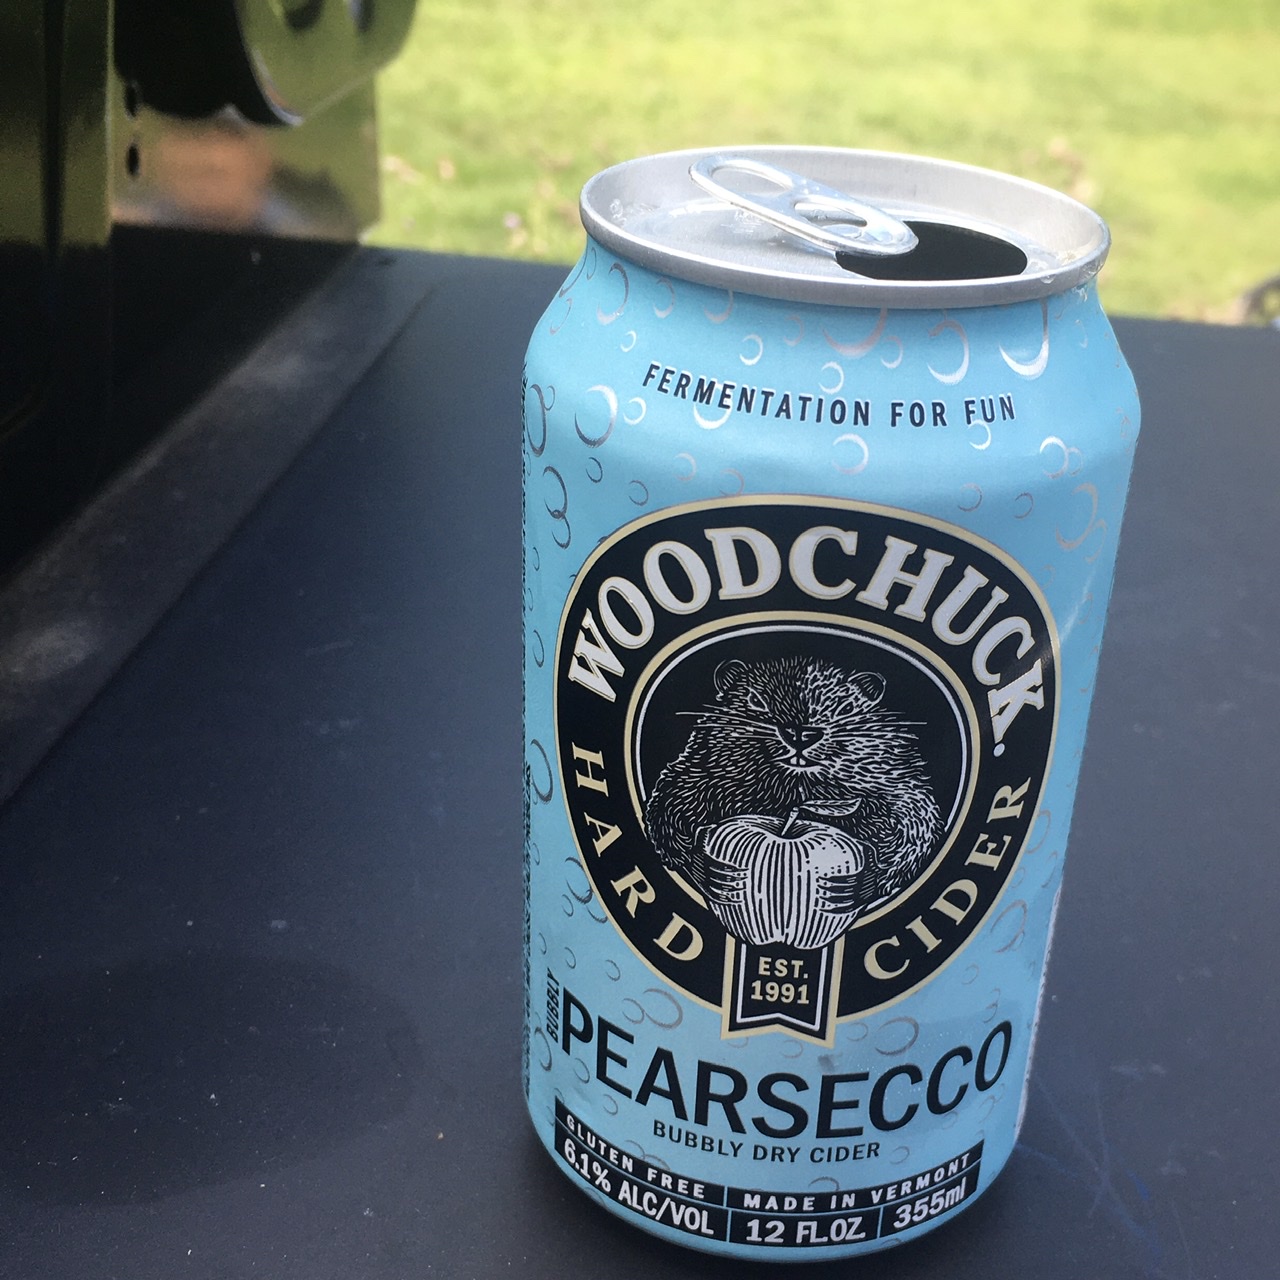 FERMENTATION FOR FUN
WOODCHUCK.
HARD CIDER
EST.
1991
BUBBLY
PEARSECCO
BUBBLY DRY CIDER
GLUTEN FREE MADE IN VERMONT
6.1% ALC/VOL 12 FL.OZ 355ml